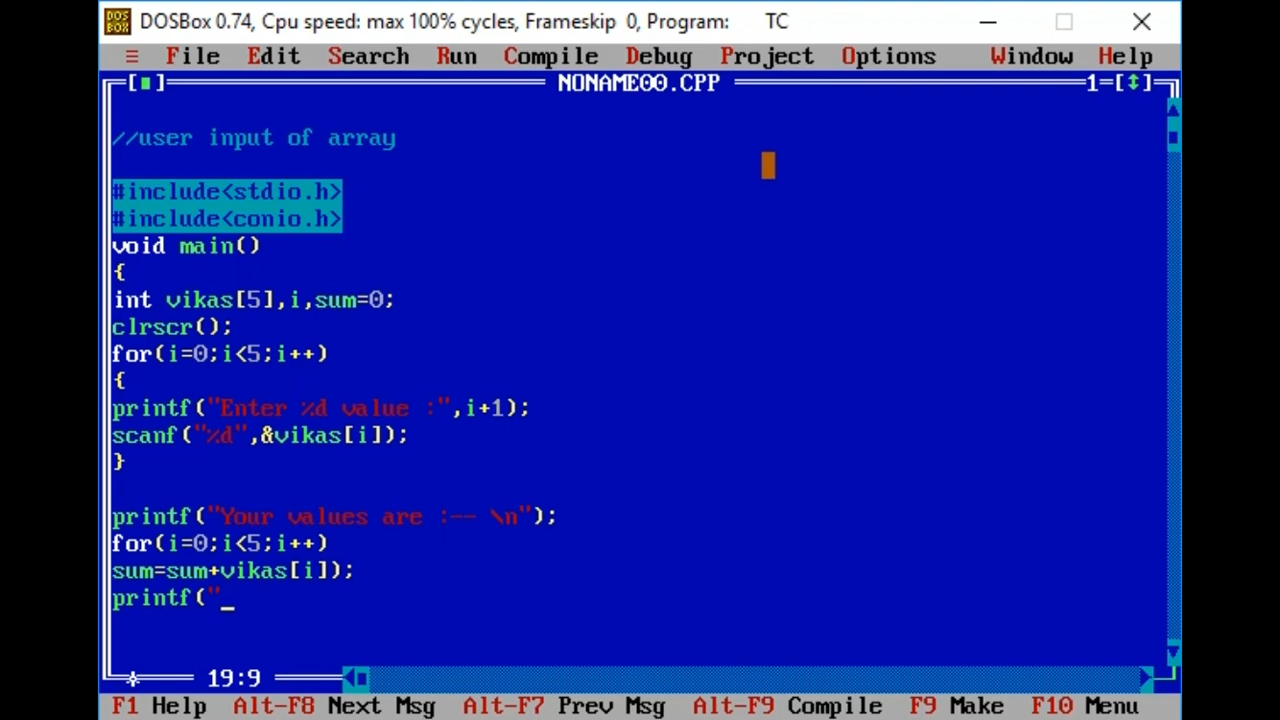 DOS BOX DOSBox 0.74, Cpu speed: max 100% cycles, Frameskip 0, Program: TC
≡ File Edit Search Run Compile Debug Project Options Window Help
[■] NONAME00.CPP 1=[↕]
//user input of array
#include<stdio.h>
#include<conio.h>
void main()
{
int vikas[5],i,sum=0;
clrscr();
for(i=0;i<5;i++)
{
printf("Enter %d value :",i+1);
scanf("%d",&vikas[i]);
}
printf("Your values are :-- \n");
for(i=0;i<5;i++)
sum=sum+vikas[i]);
printf("_
* 19:9
F1 Help Alt-F8 Next Msg Alt-F7 Prev Msg Alt-F9 Compile F9 Make F10 Menu